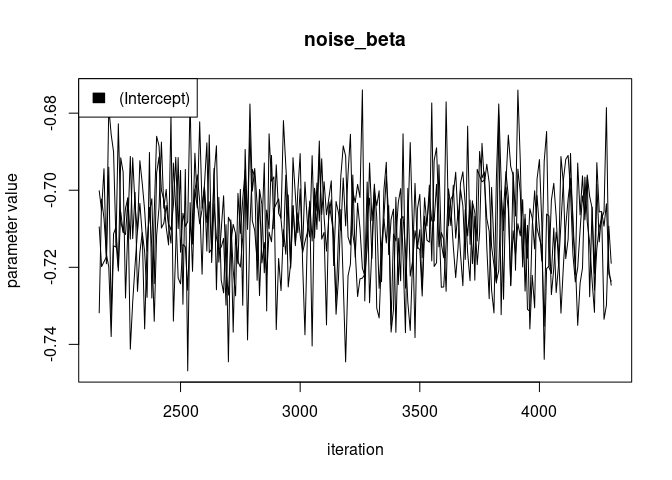 noise_beta
(Intercept)
parameter value
-0.68
-0.70
-0.72
-0.74
2500 3000 3500 4000
iteration